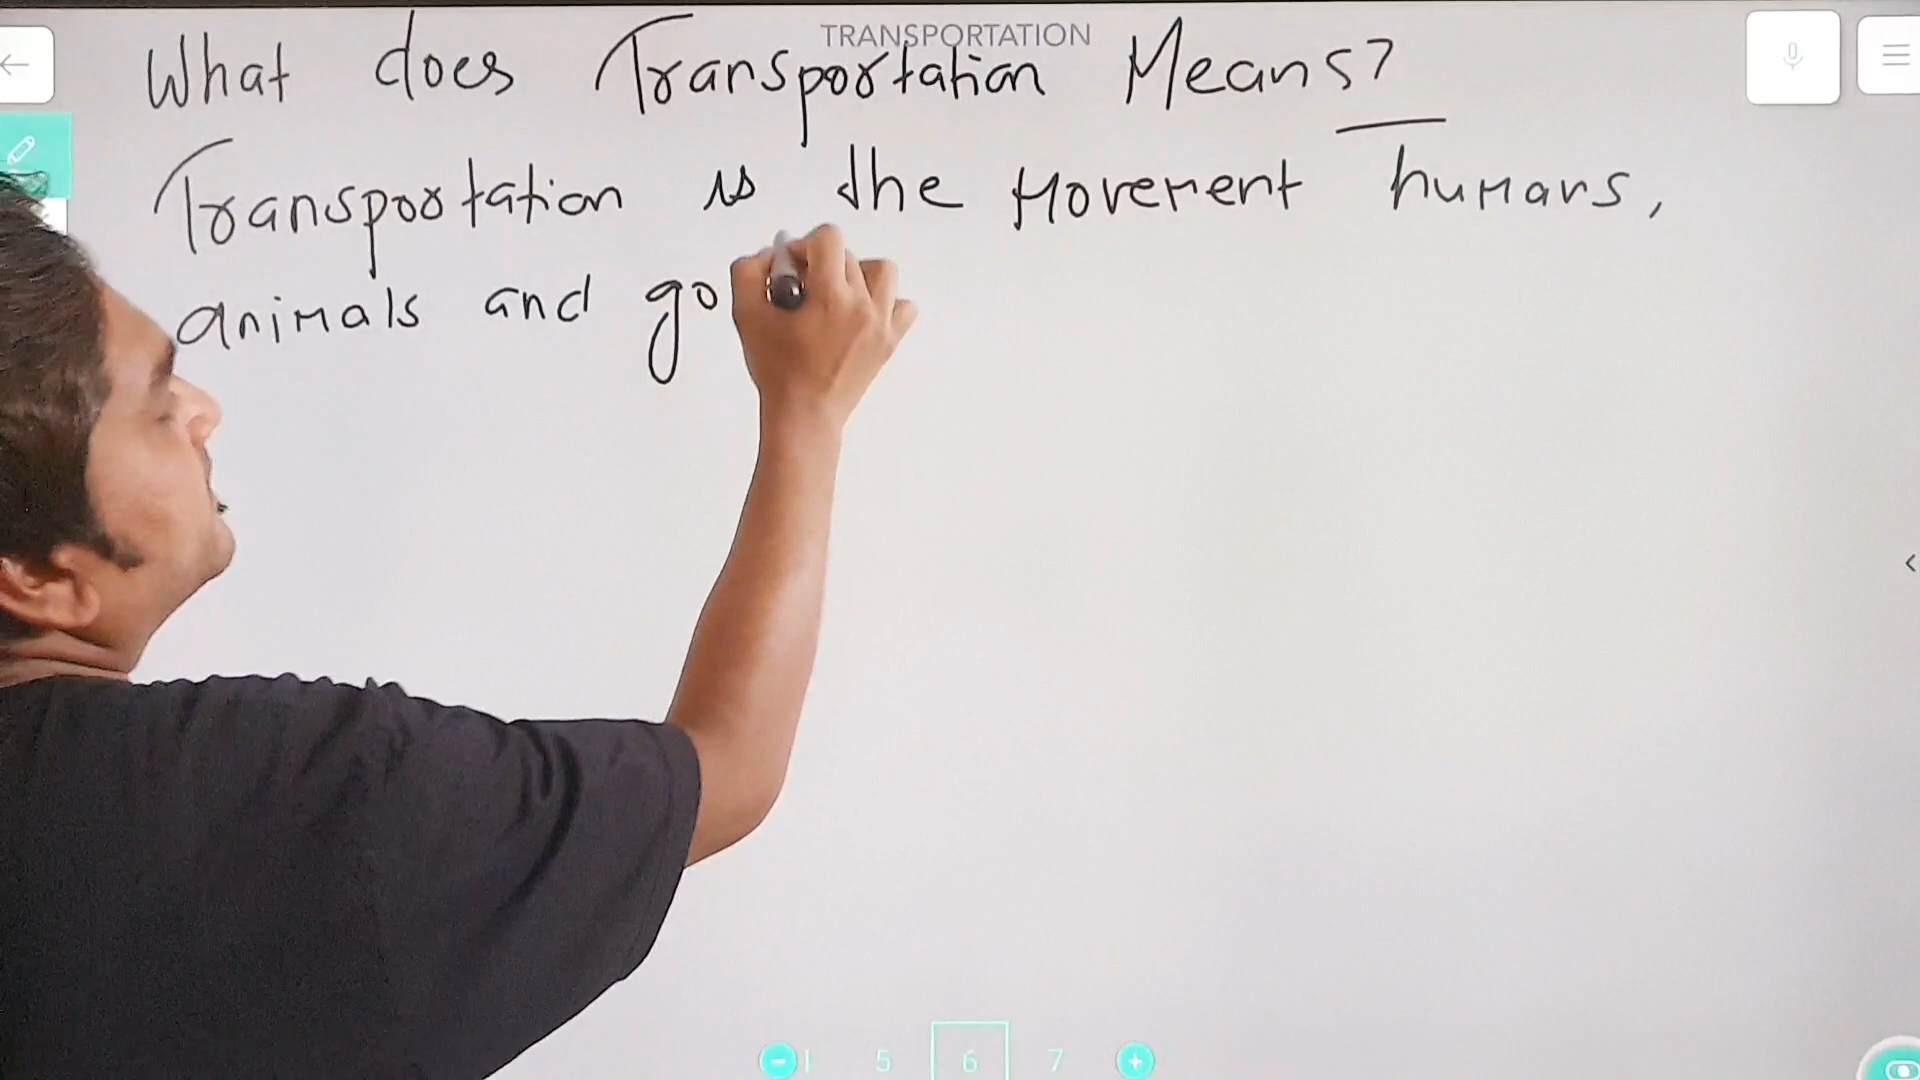 TRANSPORTATION
What does Transportation Means?
Transportation is the Movement humans,
animals and go
5 6 7